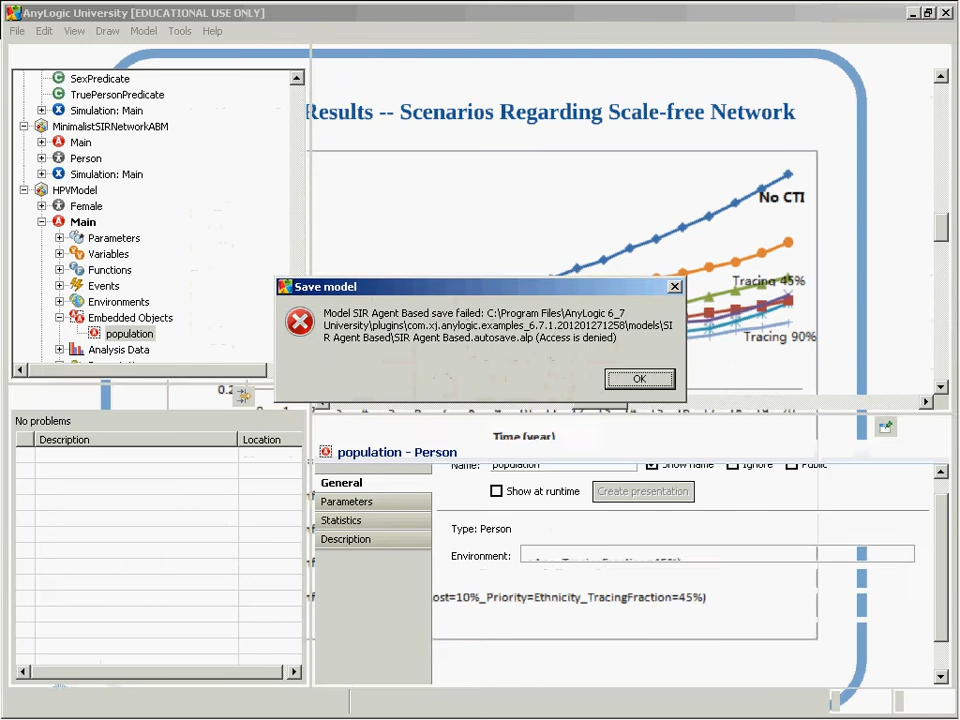 AnyLogic University [EDUCATIONAL USE ONLY]
File Edit View Draw Model Tools Help
SexPredicate
TruePersonPredicate
Simulation: Main
MinimalistSIRNetworkABM
Main
Person
Simulation: Main
HPVModel
Female
Main
Parameters
Variables
Functions
Events
Environments
Embedded Objects
population
Analysis Data
Results -- Scenarios Regarding Scale-free Network
No CTI
Tracing 45%
Tracing 90%
Save model
Model SIR Agent Based save failed: C:\Program Files\AnyLogic 6_7
University\plugins\com.xj.anylogic.examples_6.7.1.201201271258\models\SI
R Agent Based\SIR Agent Based.autosave.alp (Access is denied)
OK
0.2
Time (year)
No problems
Description Location
population - Person
Name: population Show name Ignore Public
General
Parameters
Statistics
Description
Show at runtime Create presentation
Type: Person
Environment:
ost=10%_Priority=Ethnicity_TracingFraction=45%)